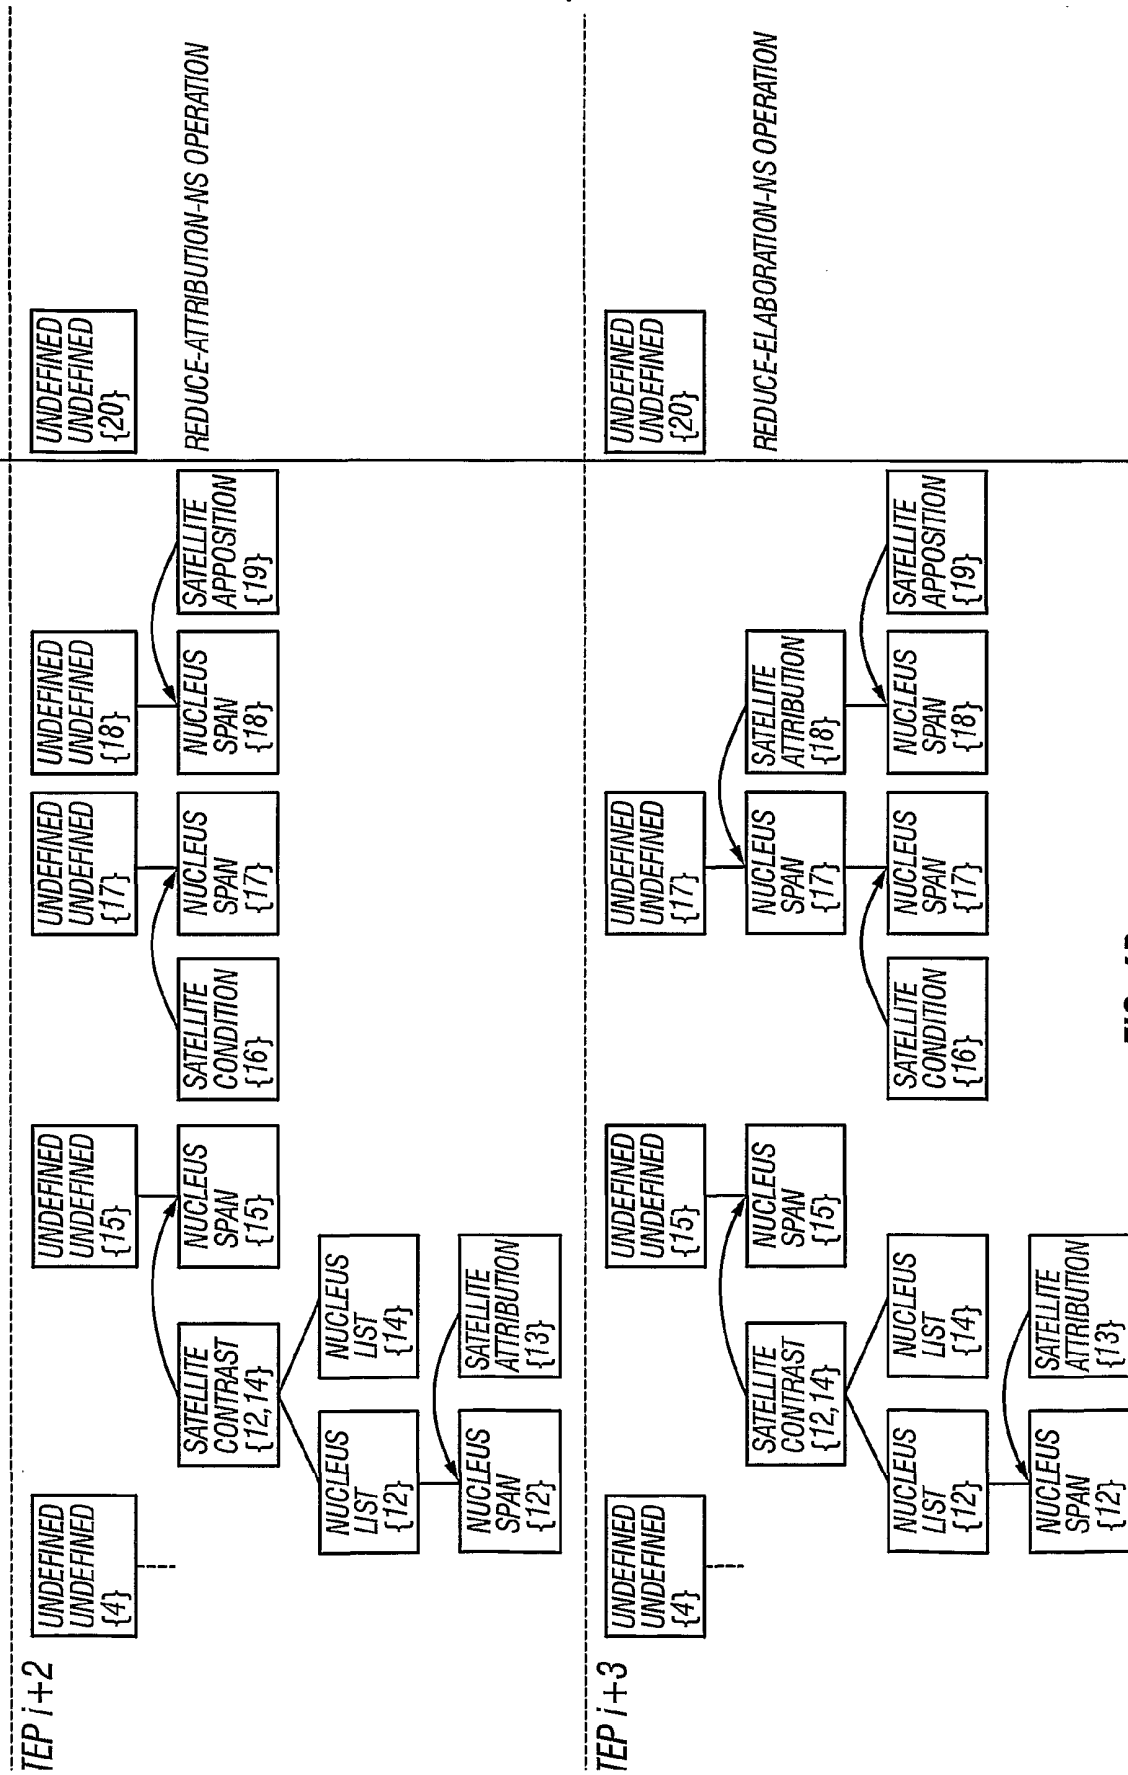 TEP i+2
UNDEFINED
UNDEFINED
{4}
UNDEFINED
UNDEFINED
{15}
UNDEFINED
UNDEFINED
{17}
UNDEFINED
UNDEFINED
{18}
UNDEFINED
UNDEFINED
{20}
SATELLITE
CONTRAST
{12,14}
NUCLEUS
SPAN
{15}
SATELLITE
CONDITION
{16}
NUCLEUS
SPAN
{17}
NUCLEUS
SPAN
{18}
SATELLITE
APPOSITION
{19}
REDUCE-ATTRIBUTION-NS OPERATION
NUCLEUS
LIST
{12}
NUCLEUS
LIST
{14}
NUCLEUS
SPAN
{12}
SATELLITE
ATTRIBUTION
{13}
TEP i+3
UNDEFINED
UNDEFINED
{4}
UNDEFINED
UNDEFINED
{15}
UNDEFINED
UNDEFINED
{17}
UNDEFINED
UNDEFINED
{20}
SATELLITE
CONTRAST
{12,14}
NUCLEUS
SPAN
{15}
NUCLEUS
SPAN
{17}
SATELLITE
ATTRIBUTION
{18}
REDUCE-ELABORATION-NS OPERATION
NUCLEUS
LIST
{12}
NUCLEUS
LIST
{14}
SATELLITE
CONDITION
{16}
NUCLEUS
SPAN
{17}
NUCLEUS
SPAN
{18}
SATELLITE
APPOSITION
{19}
NUCLEUS
SPAN
{12}
SATELLITE
ATTRIBUTION
{13}